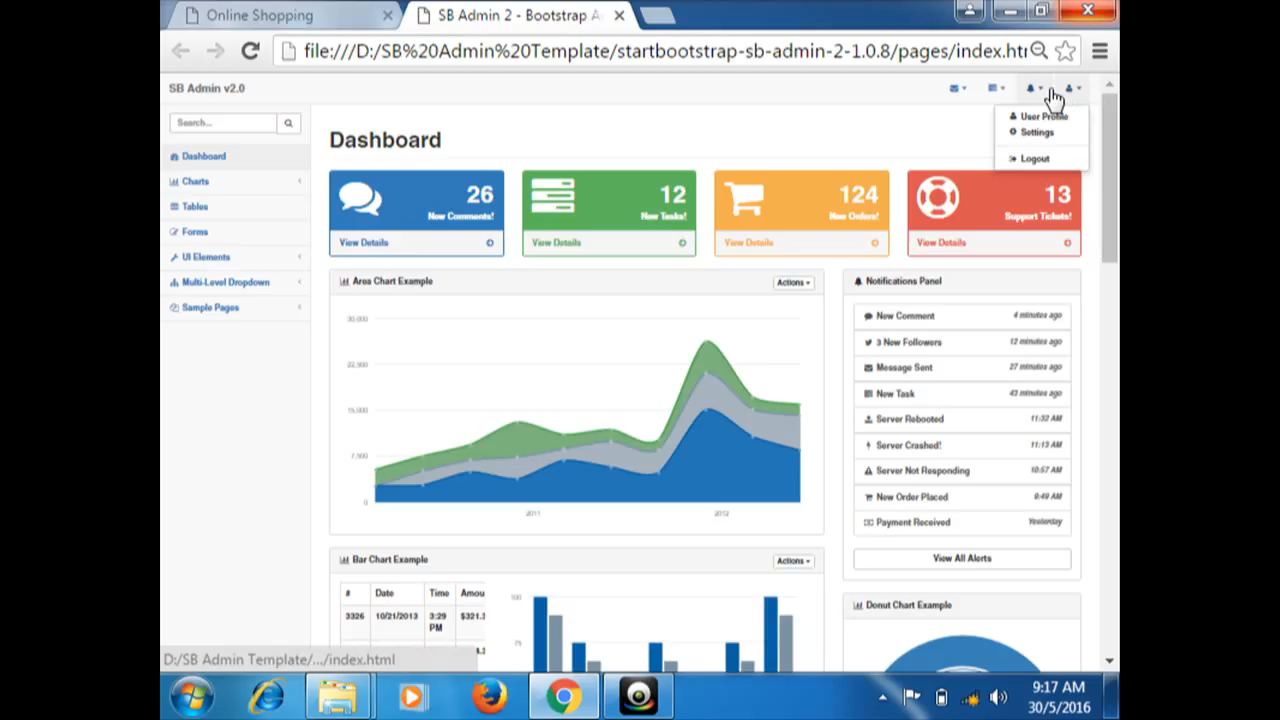 Online Shopping
SB Admin 2 - Bootstrap A
file:///D:/SB%20Admin%20Template/startbootstrap-sb-admin-2-1.0.8/pages/index.htm
SB Admin v2.0
User Profile
Settings
Logout
Search...
Dashboard
Charts
Tables
Forms
UI Elements
Multi-Level Dropdown
Sample Pages
Dashboard
26
New Comments!
View Details
12
New Tasks!
View Details
124
New Orders!
View Details
13
Support Tickets!
View Details
Area Chart Example
Actions
30,000
22,500
15,000
7,500
0
2011
2012
Notifications Panel
New Comment 4 minutes ago
3 New Followers 12 minutes ago
Message Sent 27 minutes ago
New Task 43 minutes ago
Server Rebooted 11:32 AM
Server Crashed! 11:13 AM
Server Not Responding 10:57 AM
New Order Placed 9:49 AM
Payment Received Yesterday
View All Alerts
Bar Chart Example
Actions
# Date Time Amou
3326 10/21/2013 3:29 PM $321.3
100
75
Donut Chart Example
D:/SB Admin Template/.../index.html
9:17 AM
30/5/2016